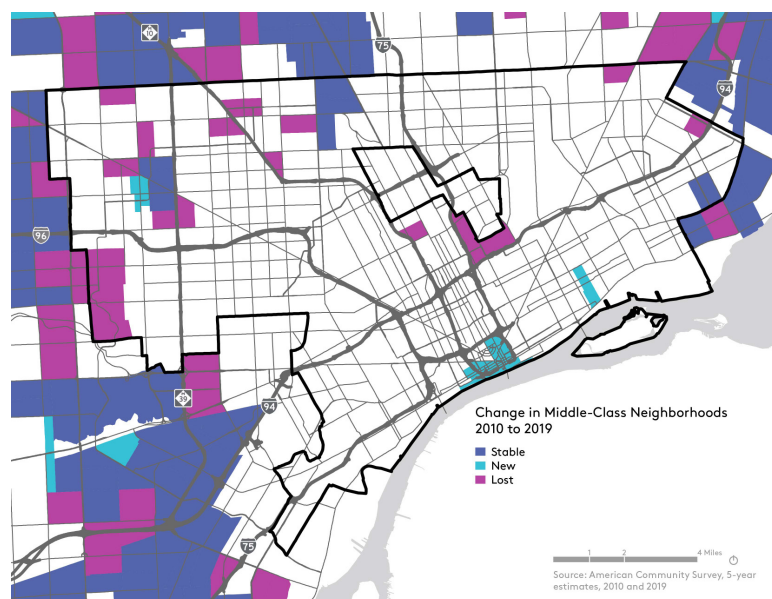 10
75
94
96
39
94
Change in Middle-Class Neighborhoods
2010 to 2019
Stable
New
Lost
75
1 2 4 Miles
Source: American Community Survey, 5-year
estimates, 2010 and 2019